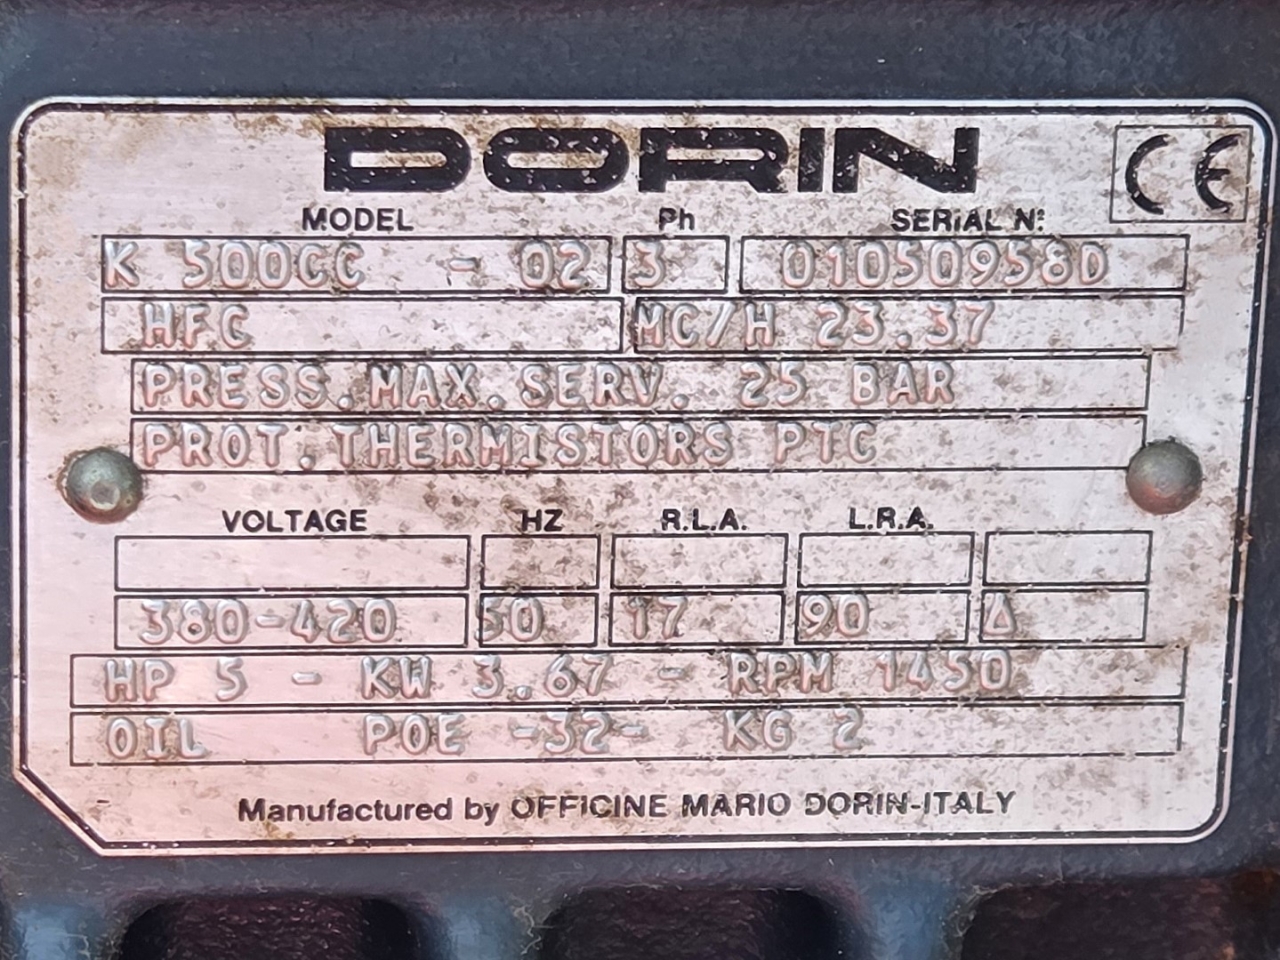 DORIN
CE
MODEL Ph SERIAL Nº:
K 500CC - 02 3 01050958D
HFC MC/H 23.37
PRESS.MAX.SERV. 25 BAR
PROT.THERMISTORS PTC
VOLTAGE HZ R.L.A. L.R.A.
380-420 50 17 90 Δ
HP 5 - KW 3.67 - RPM 1450
OIL POE -32- KG 2
Manufactured by OFFICINE MARIO DORIN-ITALY